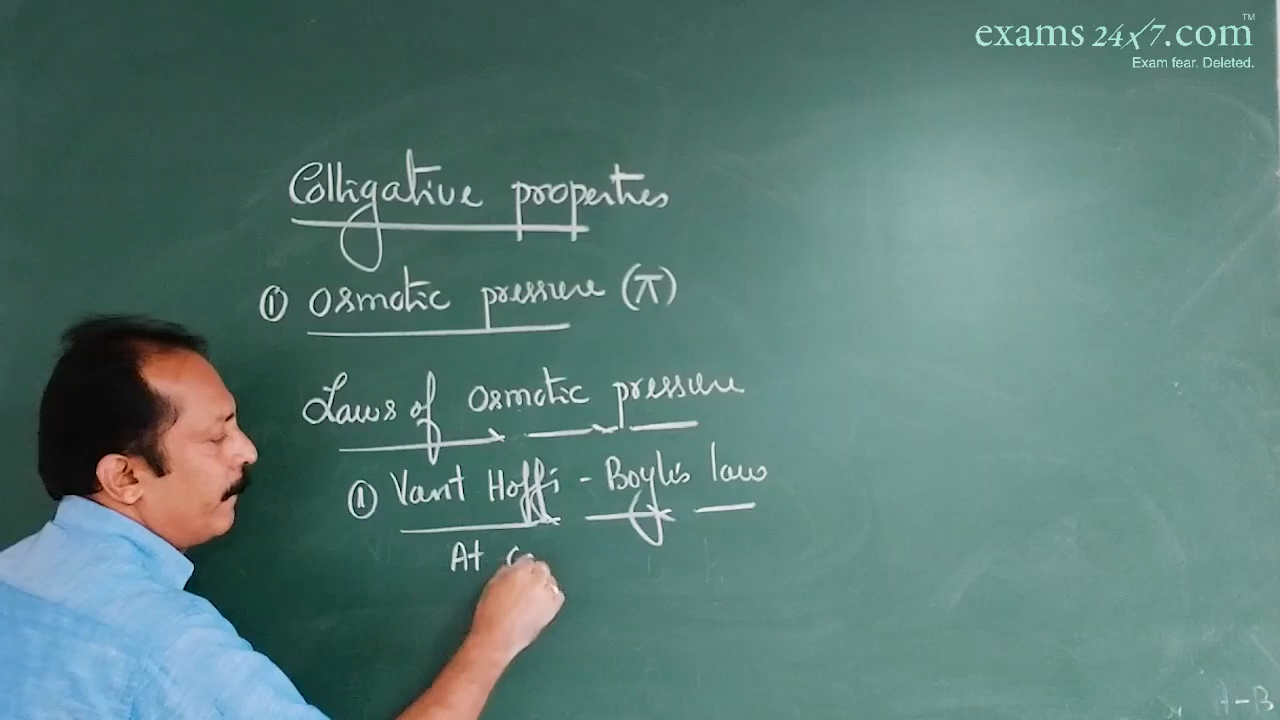 exams 24x7.com™
Exam fear. Deleted.
Colligative properties
① Osmotic pressure (π)
Laws of Osmotic pressure
① Vant Hoff's - Boyle's law
At c
A-B